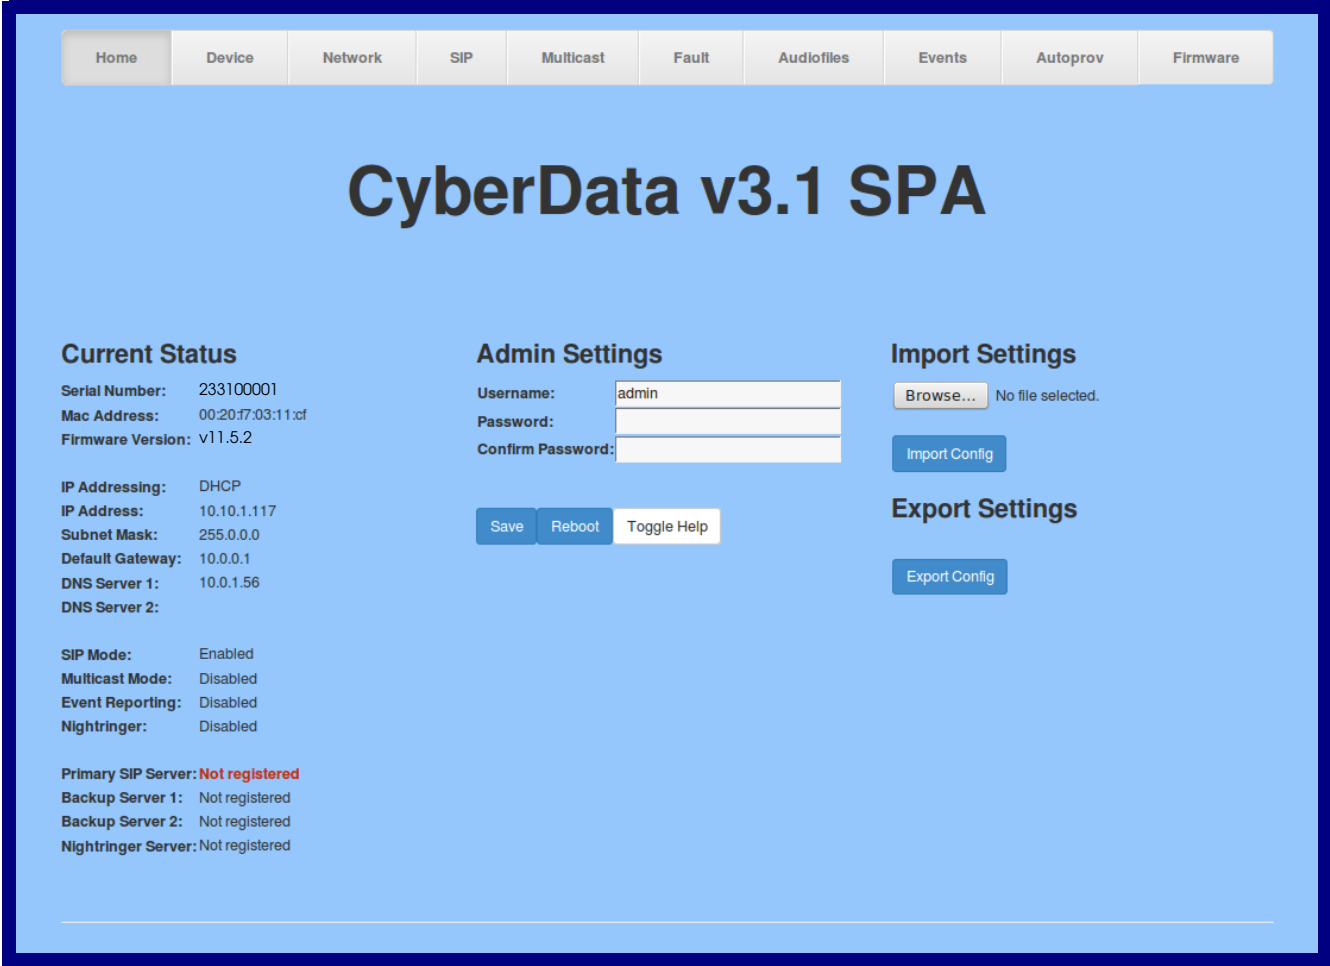 Home Device Network SIP Multicast Fault Audiofiles Events Autoprov Firmware
CyberData v3.1 SPA
Current Status
Serial Number: 233100001
Mac Address: 00:20:f7:03:11:cf
Firmware Version: v11.5.2
IP Addressing: DHCP
IP Address: 10.10.1.117
Subnet Mask: 255.0.0.0
Default Gateway: 10.0.0.1
DNS Server 1: 10.0.1.56
DNS Server 2:
SIP Mode: Enabled
Multicast Mode: Disabled
Event Reporting: Disabled
Nightringer: Disabled
Primary SIP Server: Not registered
Backup Server 1: Not registered
Backup Server 2: Not registered
Nightringer Server: Not registered
Admin Settings
Username: admin
Password:
Confirm Password:
Save Reboot Toggle Help
Import Settings
Browse... No file selected.
Import Config
Export Settings
Export Config